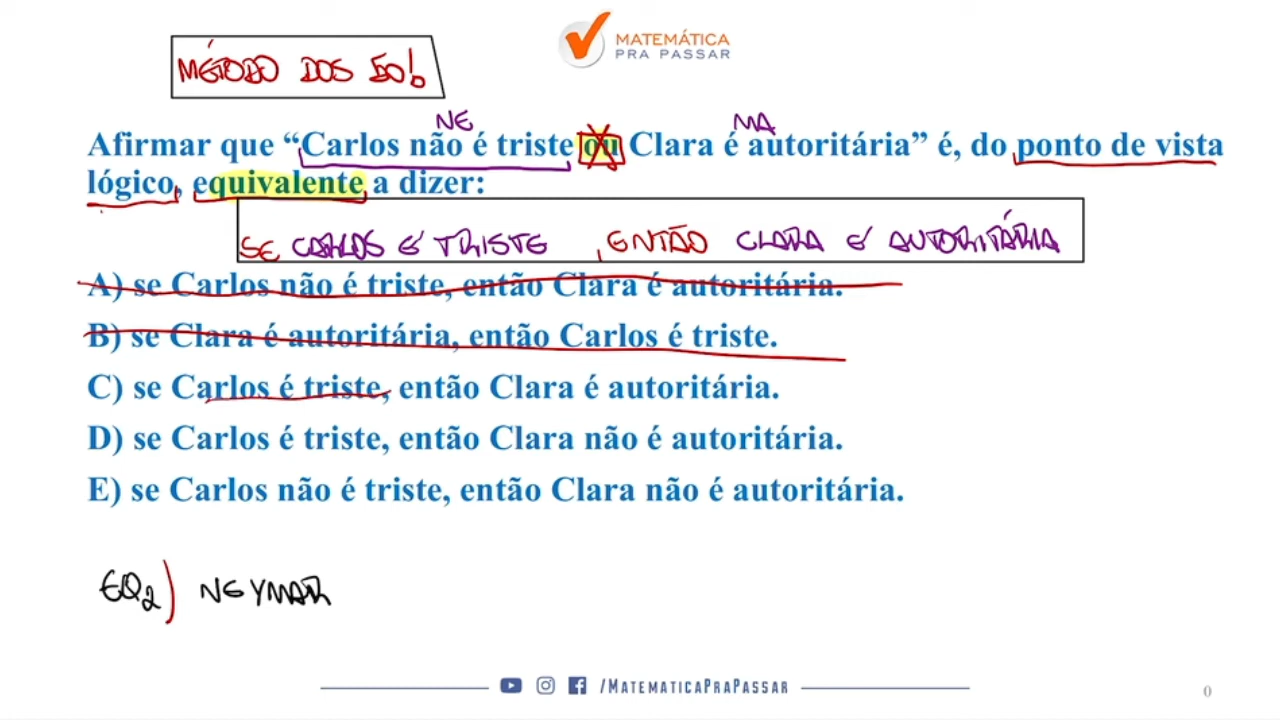 MATEMÁTICA
PRA PASSAR
MÉTODO DOS 50!
NE MA
Afirmar que “Carlos não é triste ou Clara é autoritária” é, do ponto de vista
lógico, equivalente a dizer:
SE CARLOS É TRISTE, ENTÃO CLARA É AUTORITÁRIA
A) se Carlos não é triste, então Clara é autoritária.
B) se Clara é autoritária, então Carlos é triste.
C) se Carlos é triste, então Clara é autoritária.
D) se Carlos é triste, então Clara não é autoritária.
E) se Carlos não é triste, então Clara não é autoritária.
EQ2) NEYMAR
/MATEMATICAPRAPASSAR
0